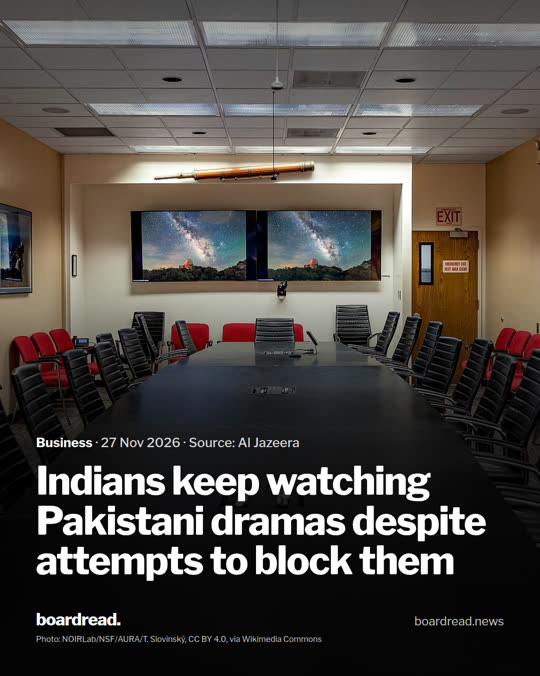 EXIT
Business · 27 Nov 2026 · Source: Al Jazeera
Indians keep watching
Pakistani dramas despite
attempts to block them
boardread.
boardread.news
Photo: NOIRLab/NSF/AURA/T. Slovinský, CC BY 4.0, via Wikimedia Commons